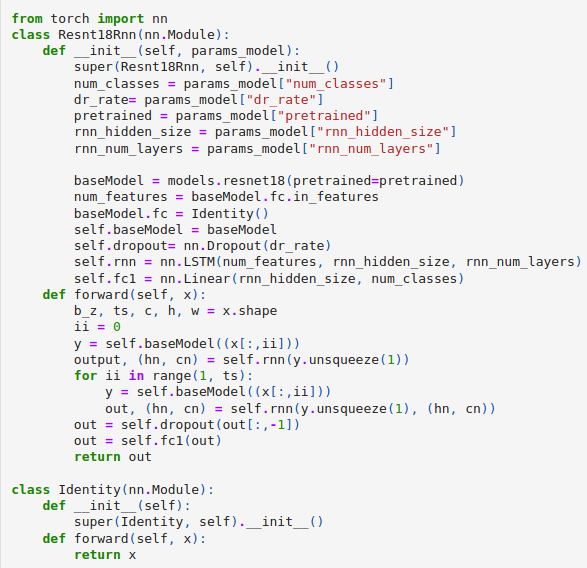 from torch import nn
class Resnt18Rnn(nn.Module):
    def __init__(self, params_model):
        super(Resnt18Rnn, self).__init__()
        num_classes = params_model["num_classes"]
        dr_rate= params_model["dr_rate"]
        pretrained = params_model["pretrained"]
        rnn_hidden_size = params_model["rnn_hidden_size"]
        rnn_num_layers = params_model["rnn_num_layers"]

        baseModel = models.resnet18(pretrained=pretrained)
        num_features = baseModel.fc.in_features
        baseModel.fc = Identity()
        self.baseModel = baseModel
        self.dropout= nn.Dropout(dr_rate)
        self.rnn = nn.LSTM(num_features, rnn_hidden_size, rnn_num_layers)
        self.fc1 = nn.Linear(rnn_hidden_size, num_classes)
    def forward(self, x):
        b_z, ts, c, h, w = x.shape
        ii = 0
        y = self.baseModel((x[:,ii]))
        output, (hn, cn) = self.rnn(y.unsqueeze(1))
        for ii in range(1, ts):
            y = self.baseModel((x[:,ii]))
            out, (hn, cn) = self.rnn(y.unsqueeze(1), (hn, cn))
        out = self.dropout(out[:,-1])
        out = self.fc1(out)
        return out

class Identity(nn.Module):
    def __init__(self):
        super(Identity, self).__init__()
    def forward(self, x):
        return x